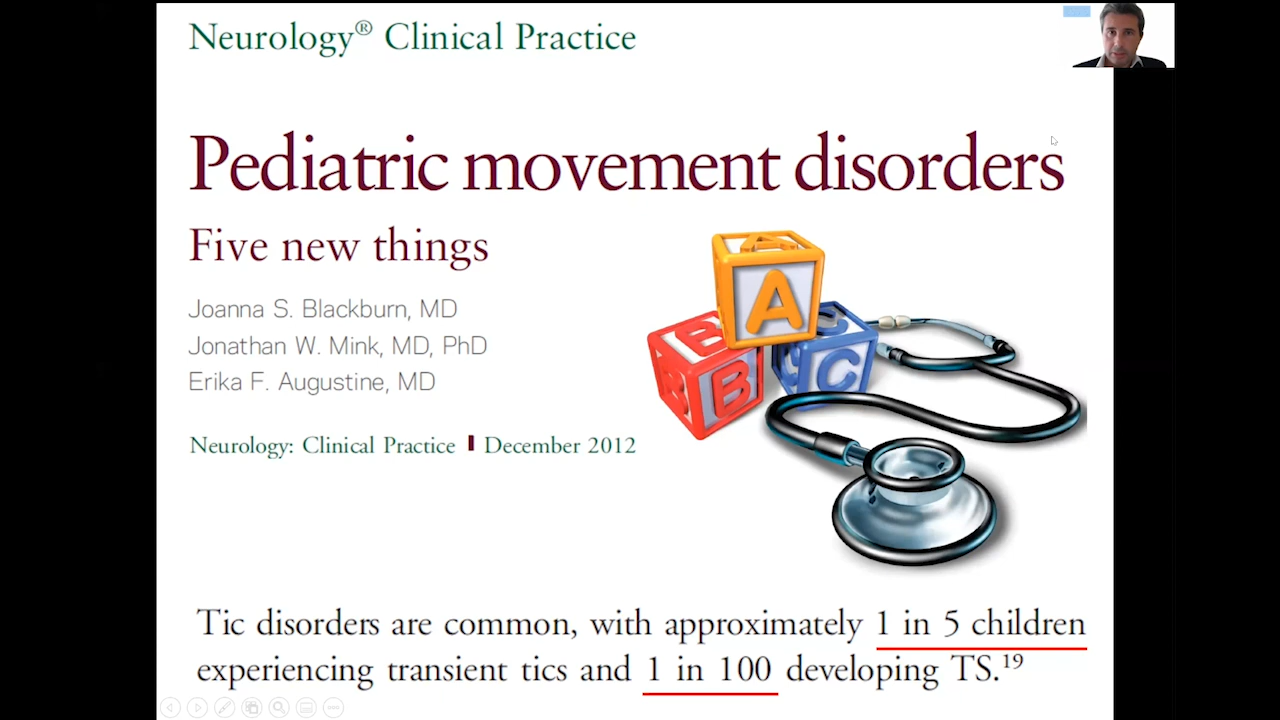 Neurology® Clinical Practice
Pediatric movement disorders
Five new things
Joanna S. Blackburn, MD
Jonathan W. Mink, MD, PhD
Erika F. Augustine, MD
Neurology: Clinical Practice December 2012
A
B B B
C C
Tic disorders are common, with approximately 1 in 5 children
experiencing transient tics and 1 in 100 developing TS.¹⁹